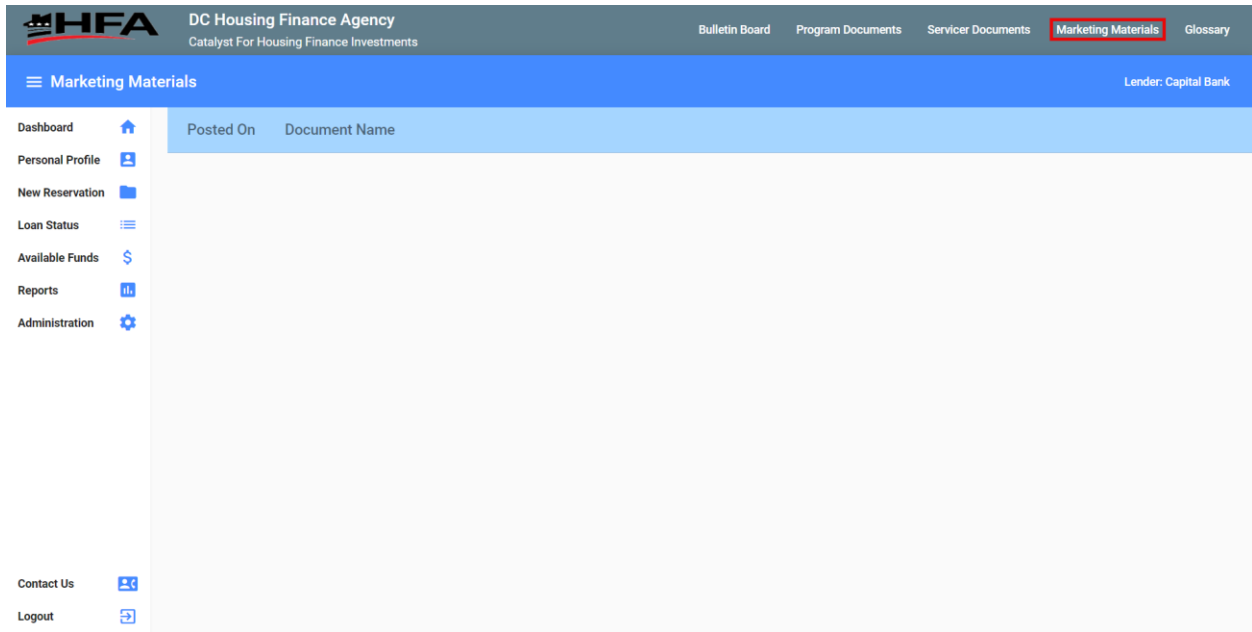 HFA
DC Housing Finance Agency
Catalyst For Housing Finance Investments
Bulletin Board Program Documents Servicer Documents Marketing Materials Glossary
Marketing Materials
Lender: Capital Bank
Dashboard
Personal Profile
New Reservation
Loan Status
Available Funds
Reports
Administration
Posted On Document Name
Contact Us
Logout